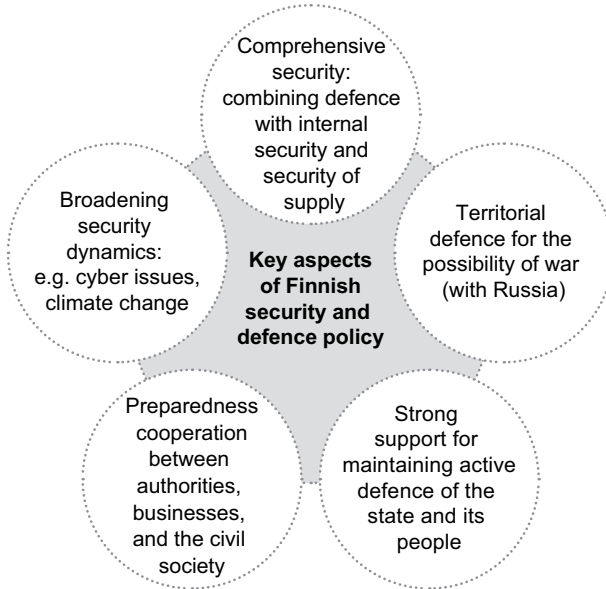 Comprehensive
security:
combining defence
with internal
security and
security of
supply
Broadening
security
dynamics:
e.g. cyber issues,
climate change
Key aspects
of Finnish
security and
defence policy
Territorial
defence for the
possibility of war
(with Russia)
Preparedness
cooperation
between
authorities,
businesses,
and the civil
society
Strong
support for
maintaining active
defence of the
state and its
people